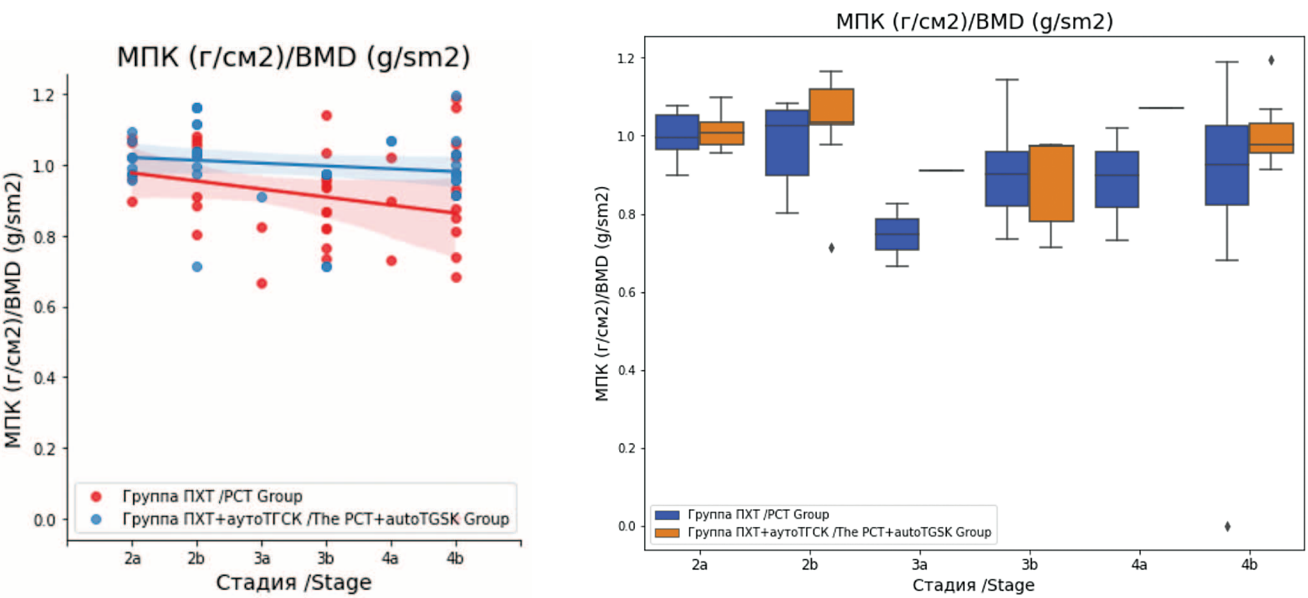 МПК (г/см2)/BMD (g/sm2)
МПК (г/см2)/BMD (g/sm2)
1.2
1.0
0.8
0.6
0.4
0.2
0.0
Группа ПХТ /PCT Group
Группа ПХТ+аутоТГСК /The PCT+autoTGSK Group
2a 2b 3a 3b 4a 4b
Стадия /Stage
МПК (г/см2)/BMD (g/sm2)
МПК (г/см2)/BMD (g/sm2)
1.2
1.0
0.8
0.6
0.4
0.2
0.0
Группа ПХТ /PCT Group
Группа ПХТ+аутоТГСК /The PCT+autoTGSK Group
2a 2b 3a 3b 4a 4b
Стадия /Stage